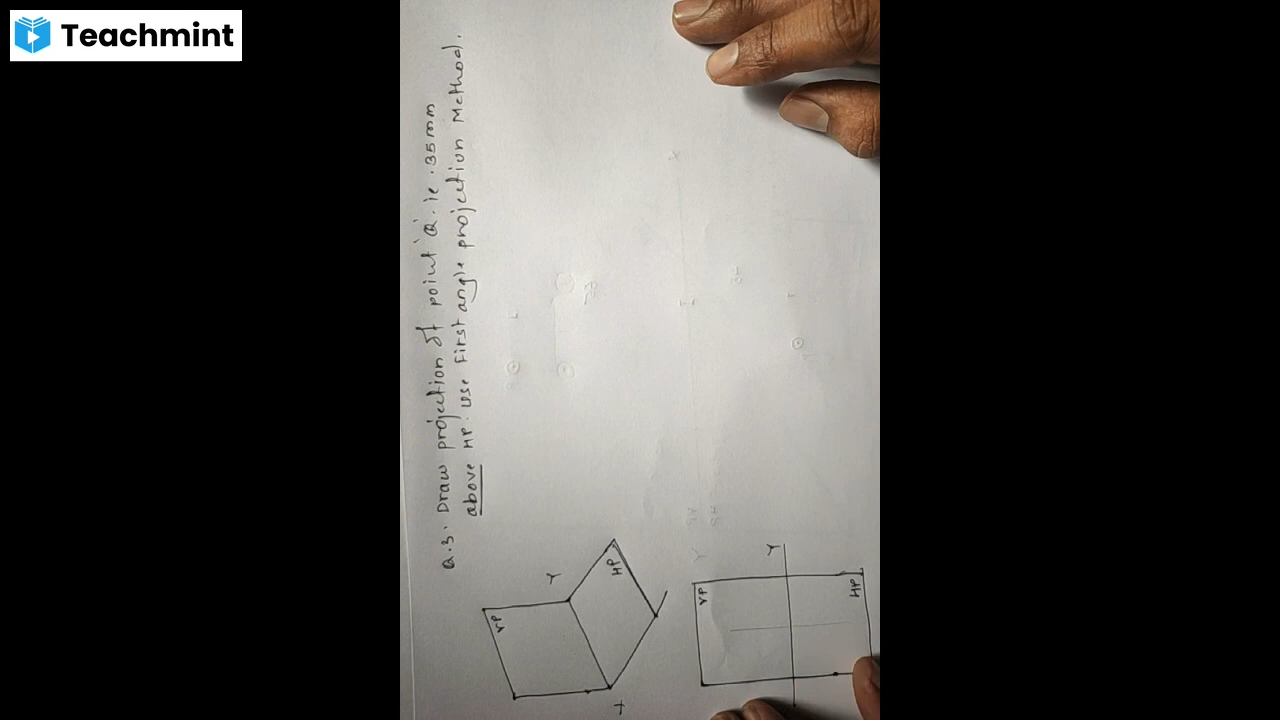 Teachmint
Q.3. Draw projection of point 'Q'. ie. 35mm
above HP. use First angle projection Method.
VP
Y
HP
X
VP
Y
HP